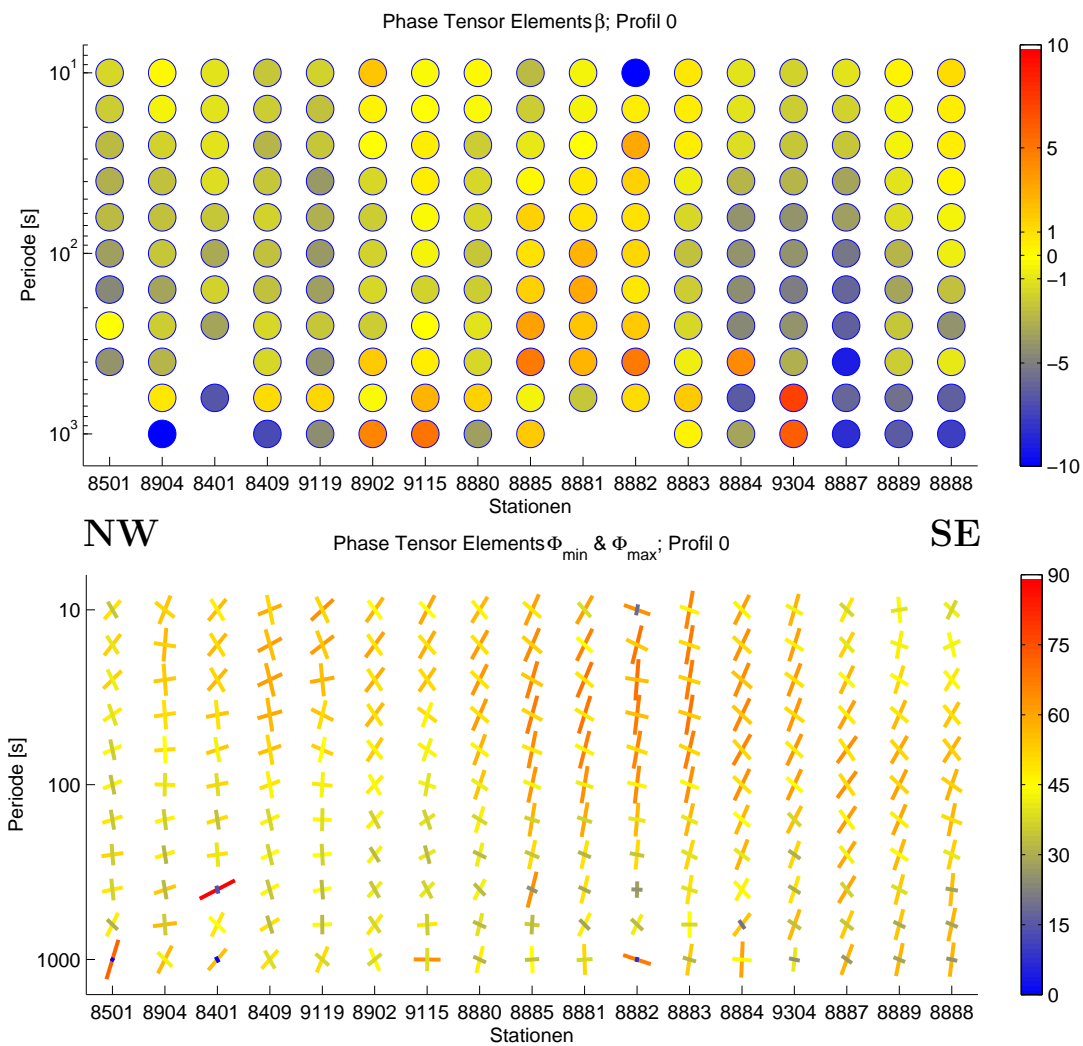 Phase Tensor Elements β; Profil 0
Periode [s]
10¹
10²
10³
8501 8904 8401 8409 9119 8902 9115 8880 8885 8881 8882 8883 8884 9304 8887 8889 8888
Stationen
10
5
1
0
−1
−5
−10
NW
SE
Phase Tensor Elements Φmin & Φmax; Profil 0
Periode [s]
10
100
1000
8501 8904 8401 8409 9119 8902 9115 8880 8885 8881 8882 8883 8884 9304 8887 8889 8888
Stationen
90
75
60
45
30
15
0